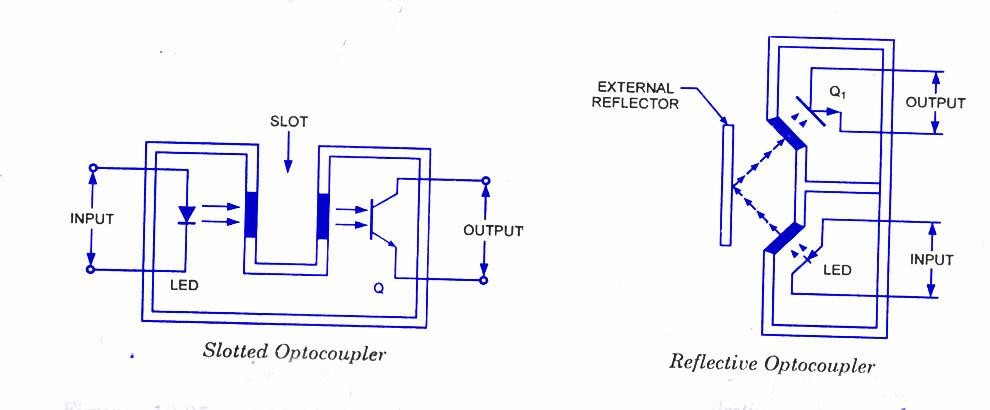 SLOT
INPUT
LED
Q
OUTPUT
Slotted Optocoupler
EXTERNAL
REFLECTOR
Q1
OUTPUT
LED
INPUT
Reflective Optocoupler